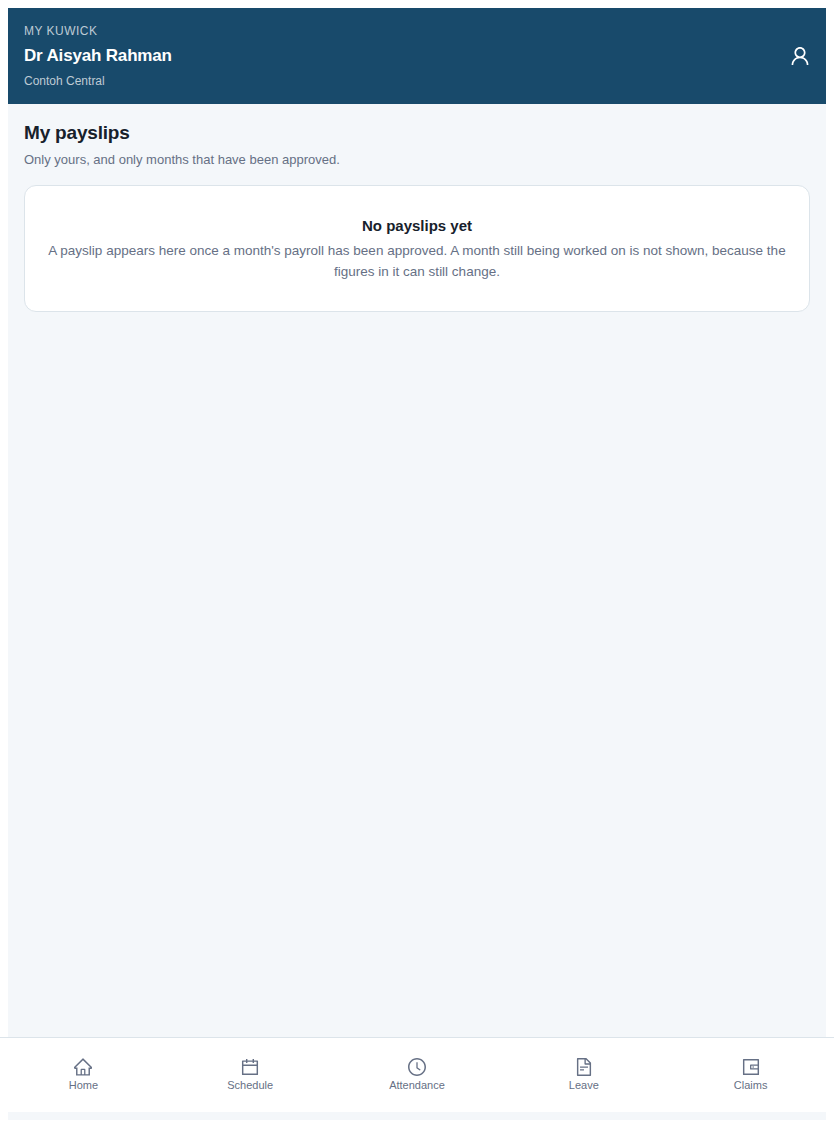 MY KUWICK
Dr Aisyah Rahman
Contoh Central
My payslips
Only yours, and only months that have been approved.
No payslips yet
A payslip appears here once a month's payroll has been approved. A month still being worked on is not shown, because the
figures in it can still change.
Home
Schedule
Attendance
Leave
Claims